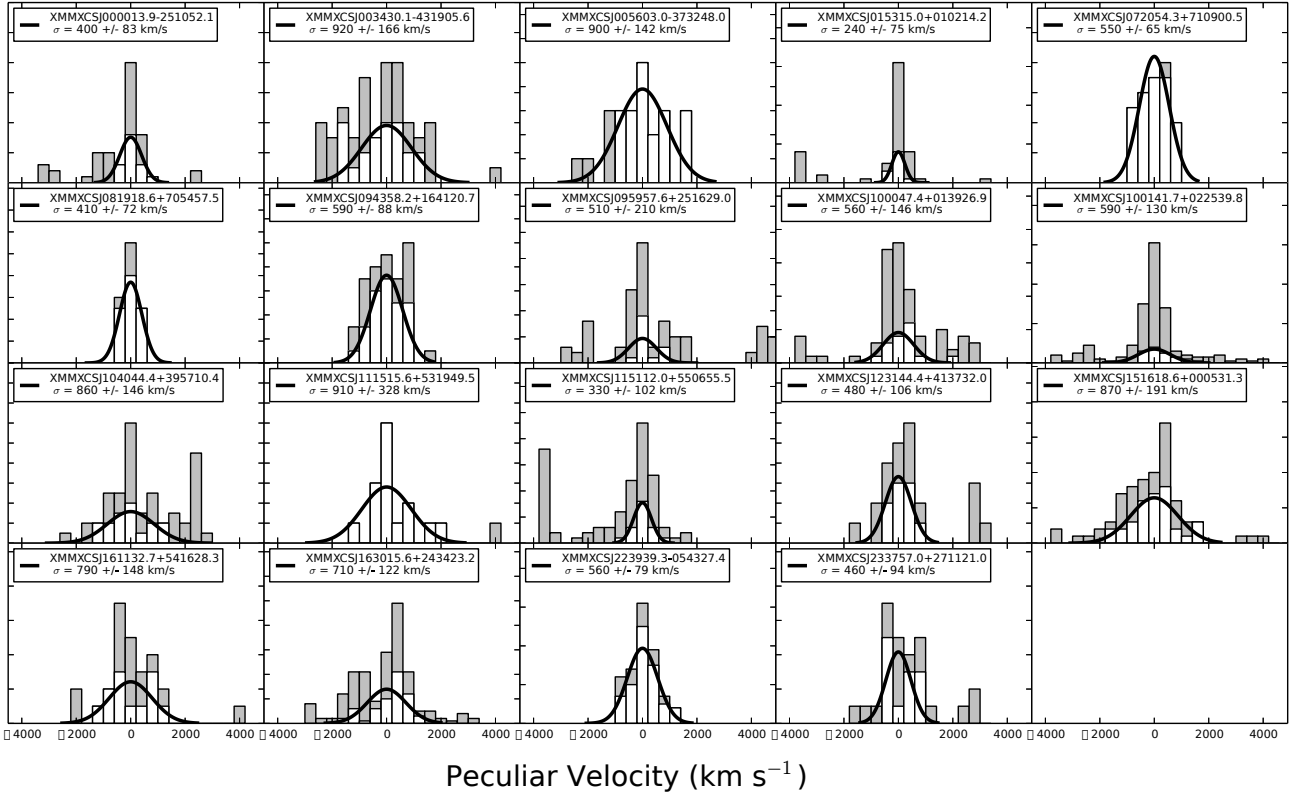 XMMXCSJ000013.9-251052.1
σ = 400 +/- 83 km/s
XMMXCSJ003430.1-431905.6
σ = 920 +/- 166 km/s
XMMXCSJ005603.0-373248.0
σ = 900 +/- 142 km/s
XMMXCSJ015315.0+010214.2
σ = 240 +/- 75 km/s
XMMXCSJ072054.3+710900.5
σ = 550 +/- 65 km/s
XMMXCSJ081918.6+705457.5
σ = 410 +/- 72 km/s
XMMXCSJ094358.2+164120.7
σ = 590 +/- 88 km/s
XMMXCSJ095957.6+251629.0
σ = 510 +/- 210 km/s
XMMXCSJ100047.4+013926.9
σ = 560 +/- 146 km/s
XMMXCSJ100141.7+022539.8
σ = 590 +/- 130 km/s
XMMXCSJ104044.4+395710.4
σ = 860 +/- 146 km/s
XMMXCSJ111515.6+531949.5
σ = 910 +/- 328 km/s
XMMXCSJ115112.0+550655.5
σ = 330 +/- 102 km/s
XMMXCSJ123144.4+413732.0
σ = 480 +/- 106 km/s
XMMXCSJ151618.6+000531.3
σ = 870 +/- 191 km/s
XMMXCSJ161132.7+541628.3
σ = 790 +/- 148 km/s
XMMXCSJ163015.6+243423.2
σ = 710 +/- 122 km/s
XMMXCSJ223939.3-054327.4
σ = 560 +/- 79 km/s
XMMXCSJ233757.0+271121.0
σ = 460 +/- 94 km/s
▯4000 ▯2000 0 2000 4000 ▯4000 ▯2000 0 2000 4000 ▯4000 ▯2000 0 2000 4000 ▯4000 ▯2000 0 2000 4000 ▯4000 ▯2000 0 2000 4000
Peculiar Velocity (km s⁻¹)